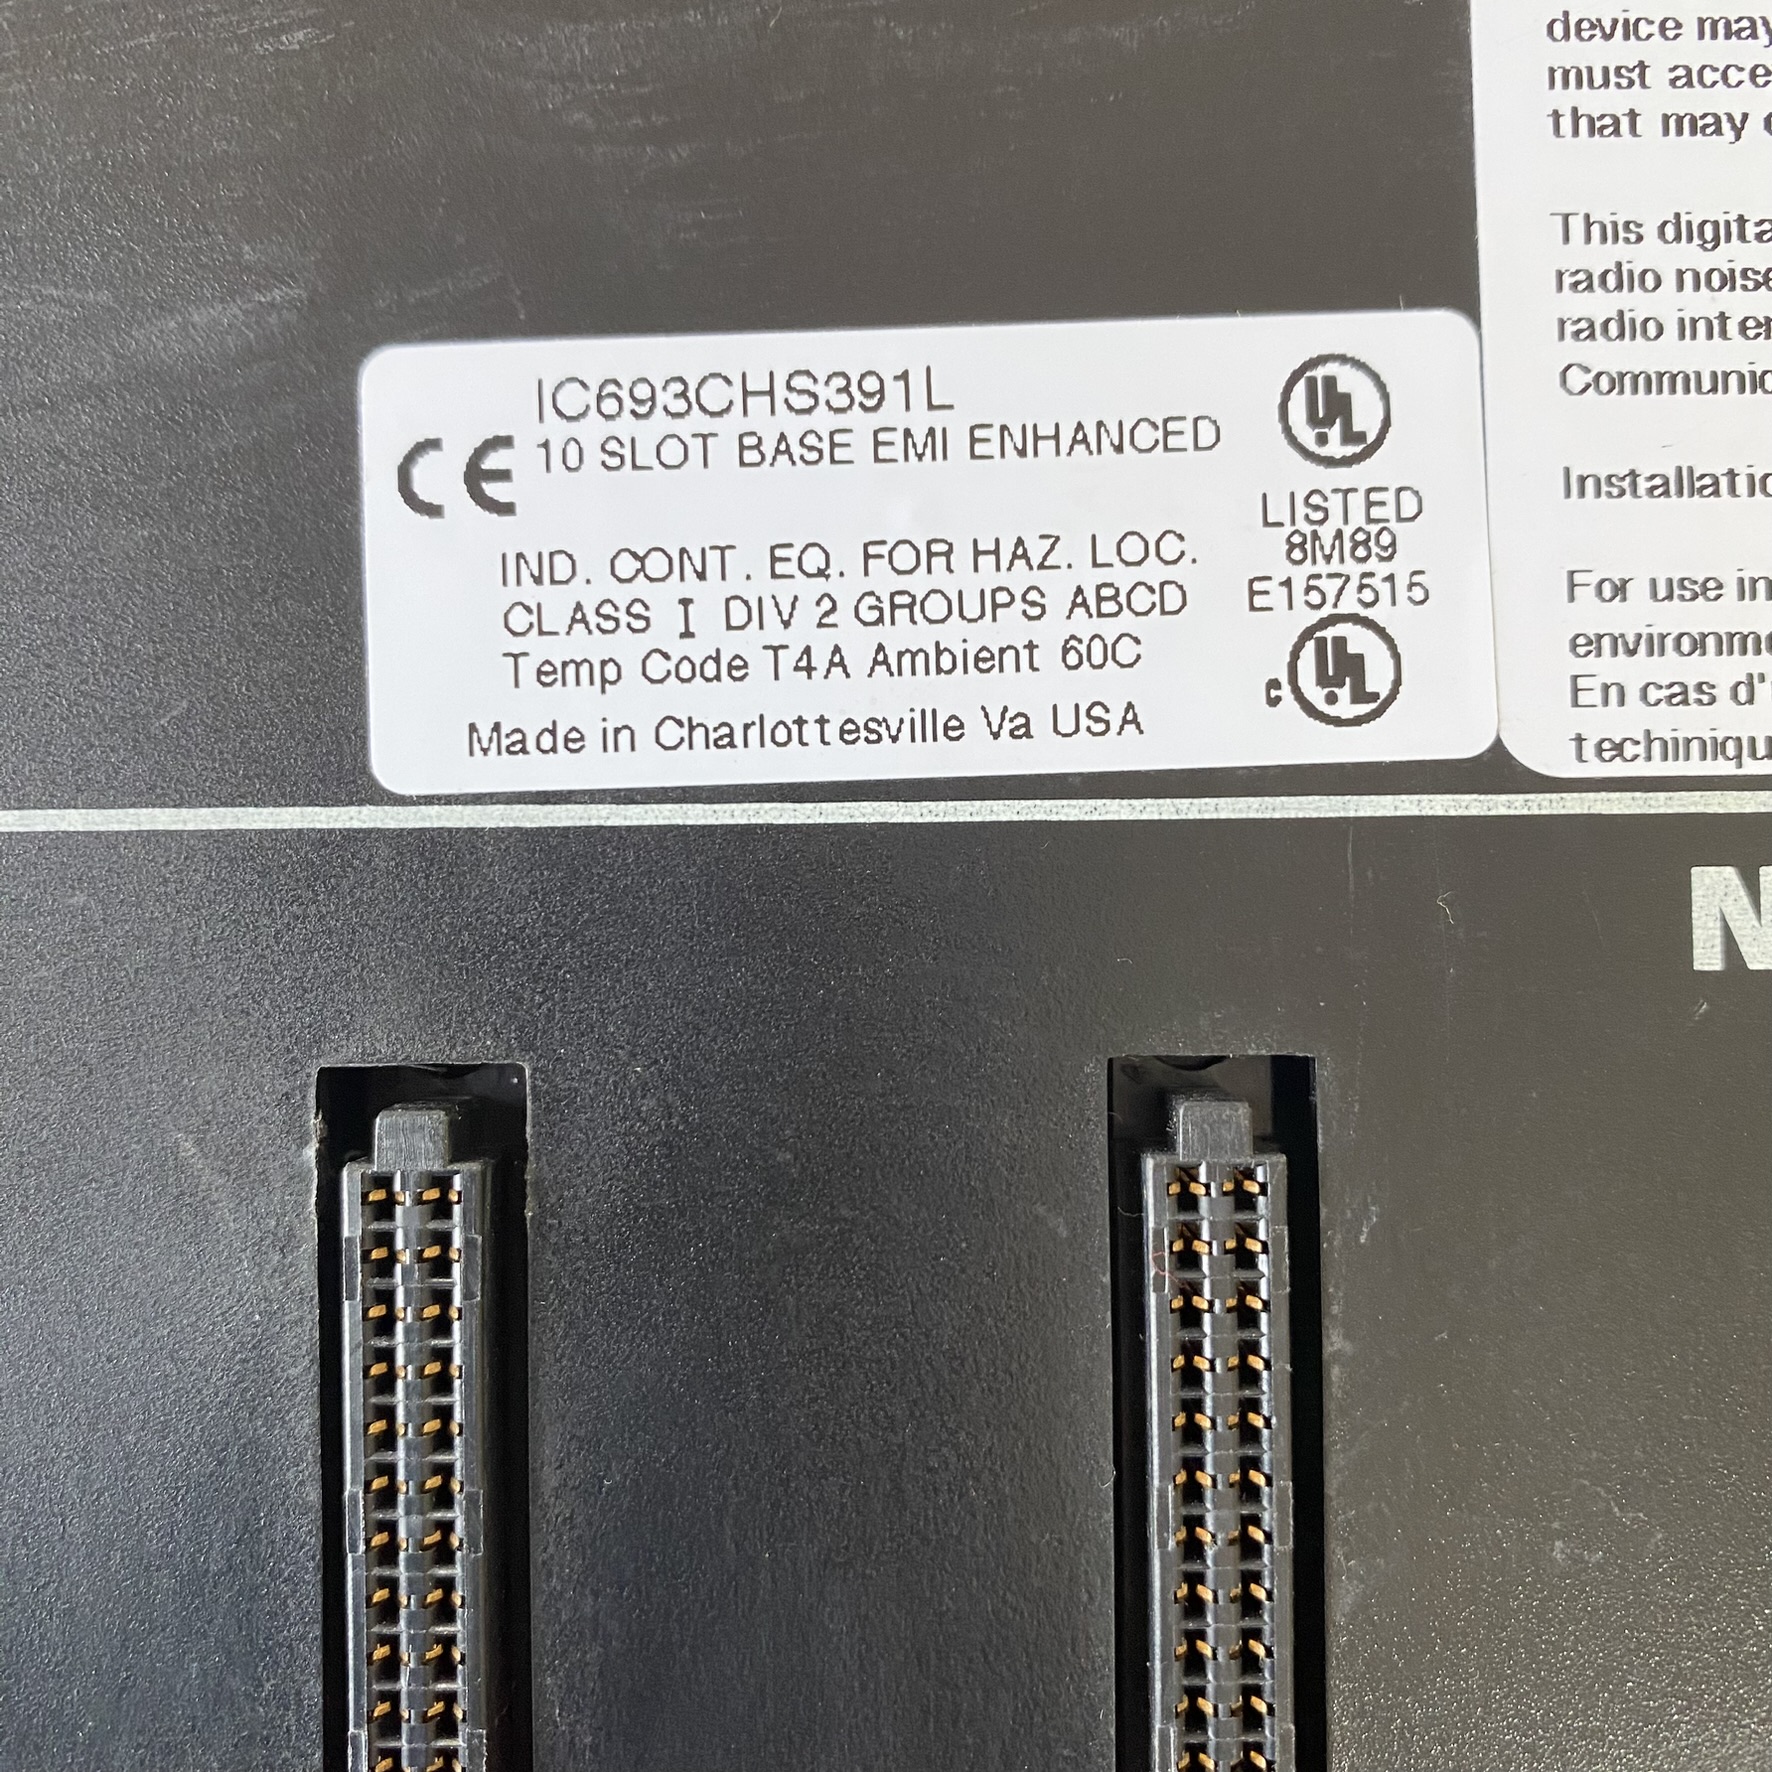 IC693CHS391L
CE
10 SLOT BASE EMI ENHANCED
IND. CONT. EQ. FOR HAZ. LOC.
CLASS I DIV 2 GROUPS ABCD
Temp Code T4A Ambient 60C
Made in Charlottesville Va USA
UL
LISTED
8M89
E157515
c UL
device may
must acce
that may
This digita
radio noise
radio inter
Communic
Installatio
For use in
environme
En cas d'
techiniqu
N